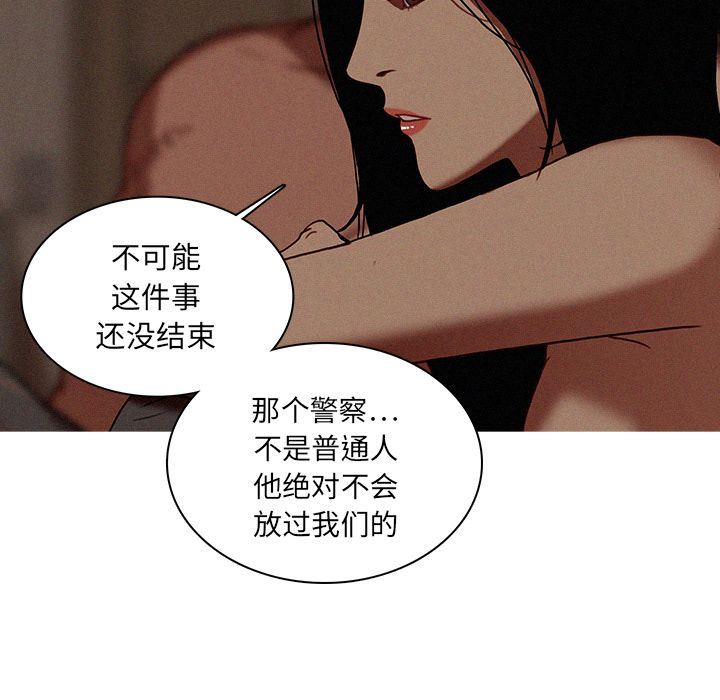 不可能
这件事
还没结束
那个警察...
不是普通人
他绝对不会
放过我们的